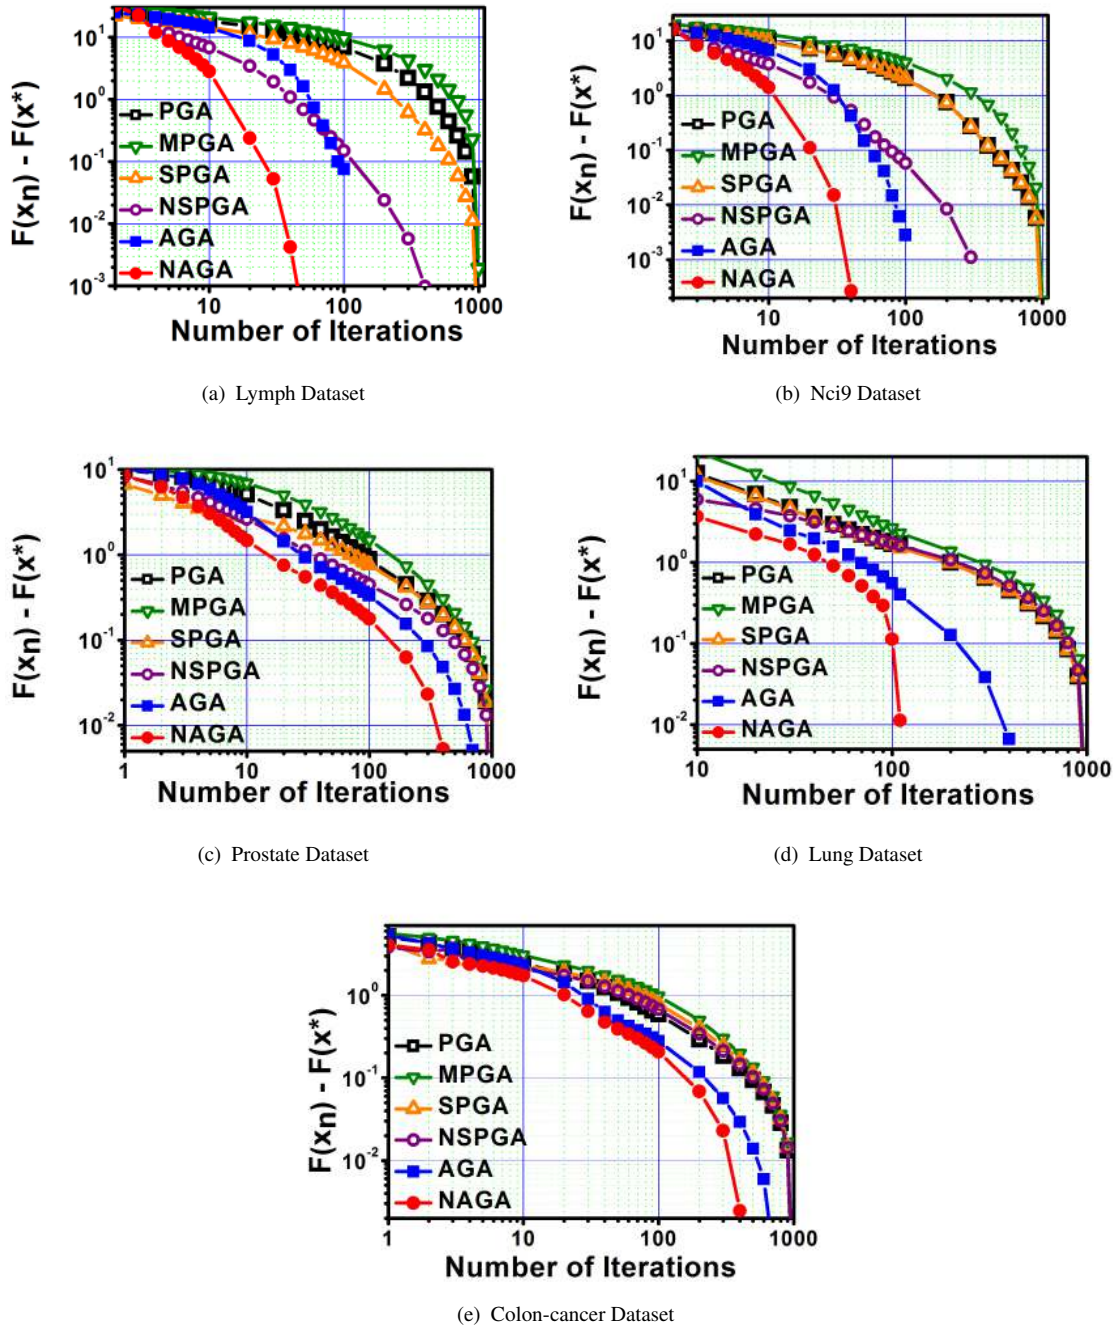 F(xn) - F(x*)
10^1
10^0
10^-1
10^-2
10^-3
PGA
MPGA
SPGA
NSPGA
AGA
NAGA
10 100 1000
Number of Iterations
(a) Lymph Dataset
F(xn) - F(x*)
10^1
10^0
10^-1
10^-2
10^-3
PGA
MPGA
SPGA
NSPGA
AGA
NAGA
10 100 1000
Number of Iterations
(b) Nci9 Dataset
F(xn) - F(x*)
10^1
10^0
10^-1
10^-2
PGA
MPGA
SPGA
NSPGA
AGA
NAGA
1 10 100 1000
Number of Iterations
(c) Prostate Dataset
F(xn) - F(x*)
10^1
10^0
10^-1
10^-2
PGA
MPGA
SPGA
NSPGA
AGA
NAGA
10 100 1000
Number of Iterations
(d) Lung Dataset
F(xn) - F(x*)
10^0
10^-1
10^-2
PGA
MPGA
SPGA
NSPGA
AGA
NAGA
1 10 100 1000
Number of Iterations
(e) Colon-cancer Dataset